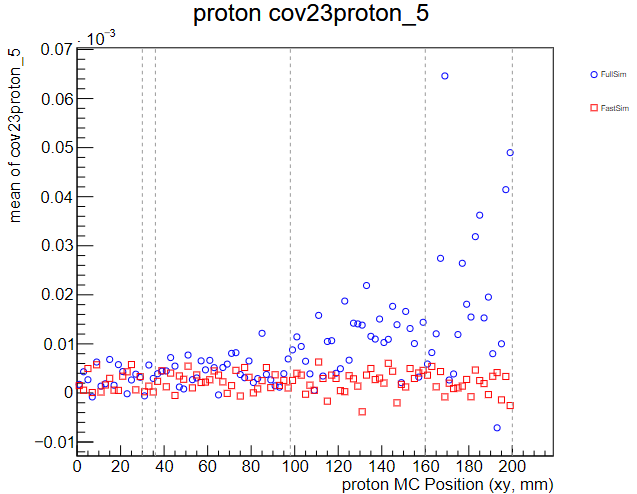 proton cov23proton_5
×10⁻³
mean of cov23proton_5
0.07
0.06
0.05
0.04
0.03
0.02
0.01
0
−0.01
0 20 40 60 80 100 120 140 160 180 200
proton MC Position (xy, mm)
FullSim
FastSim